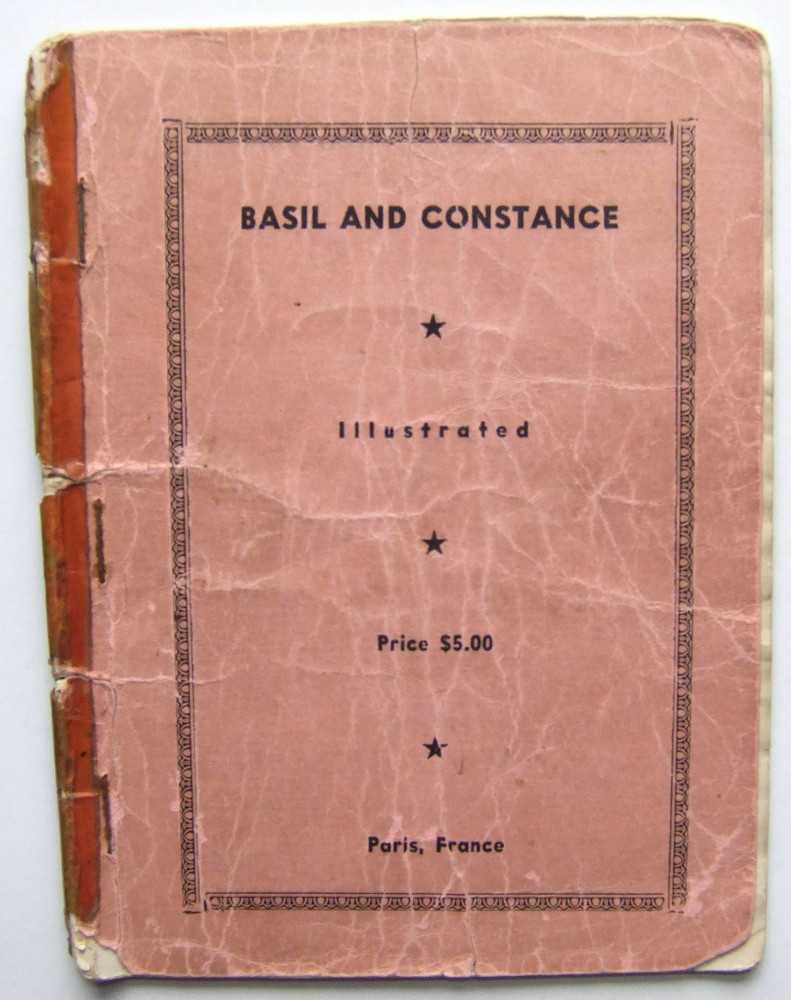 BASIL AND CONSTANCE
Illustrated
Price $5.00
Paris, France